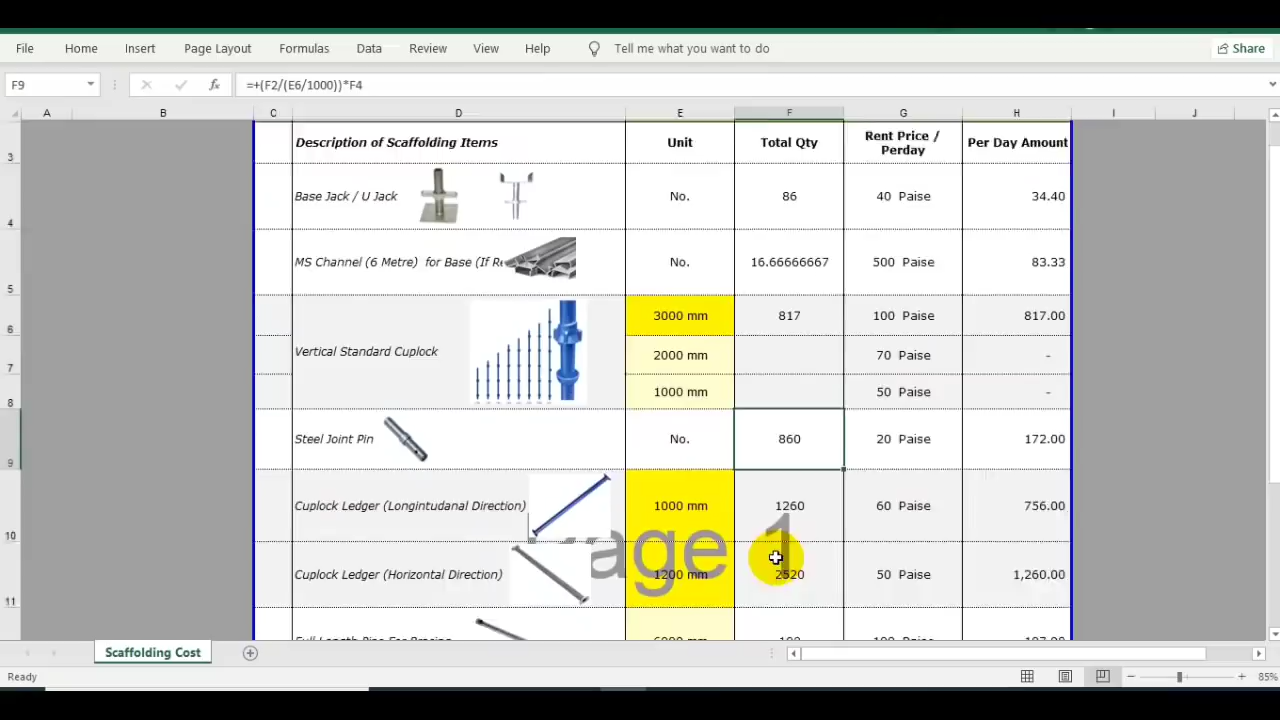 File Home Insert Page Layout Formulas Data Review View Help Tell me what you want to do Share
F9 fx =+(F2/(E6/1000))*F4
A B C D E F G H I J
3 Description of Scaffolding Items Unit Total Qty Rent Price / Perday Per Day Amount
4 Base Jack / U Jack No. 86 40 Paise 34.40
5 MS Channel (6 Metre) for Base (If Re No. 16.66666667 500 Paise 83.33
6 3000 mm 817 100 Paise 817.00
Vertical Standard Cuplock
7 2000 mm 70 Paise -
8 1000 mm 50 Paise -
9 Steel Joint Pin No. 860 20 Paise 172.00
10 Cuplock Ledger (Longintudanal Direction) 1000 mm 1260 60 Paise 756.00
age 1
11 Cuplock Ledger (Horizontal Direction) 1200 mm 2520 50 Paise 1,260.00
Scaffolding Cost
Ready 85%